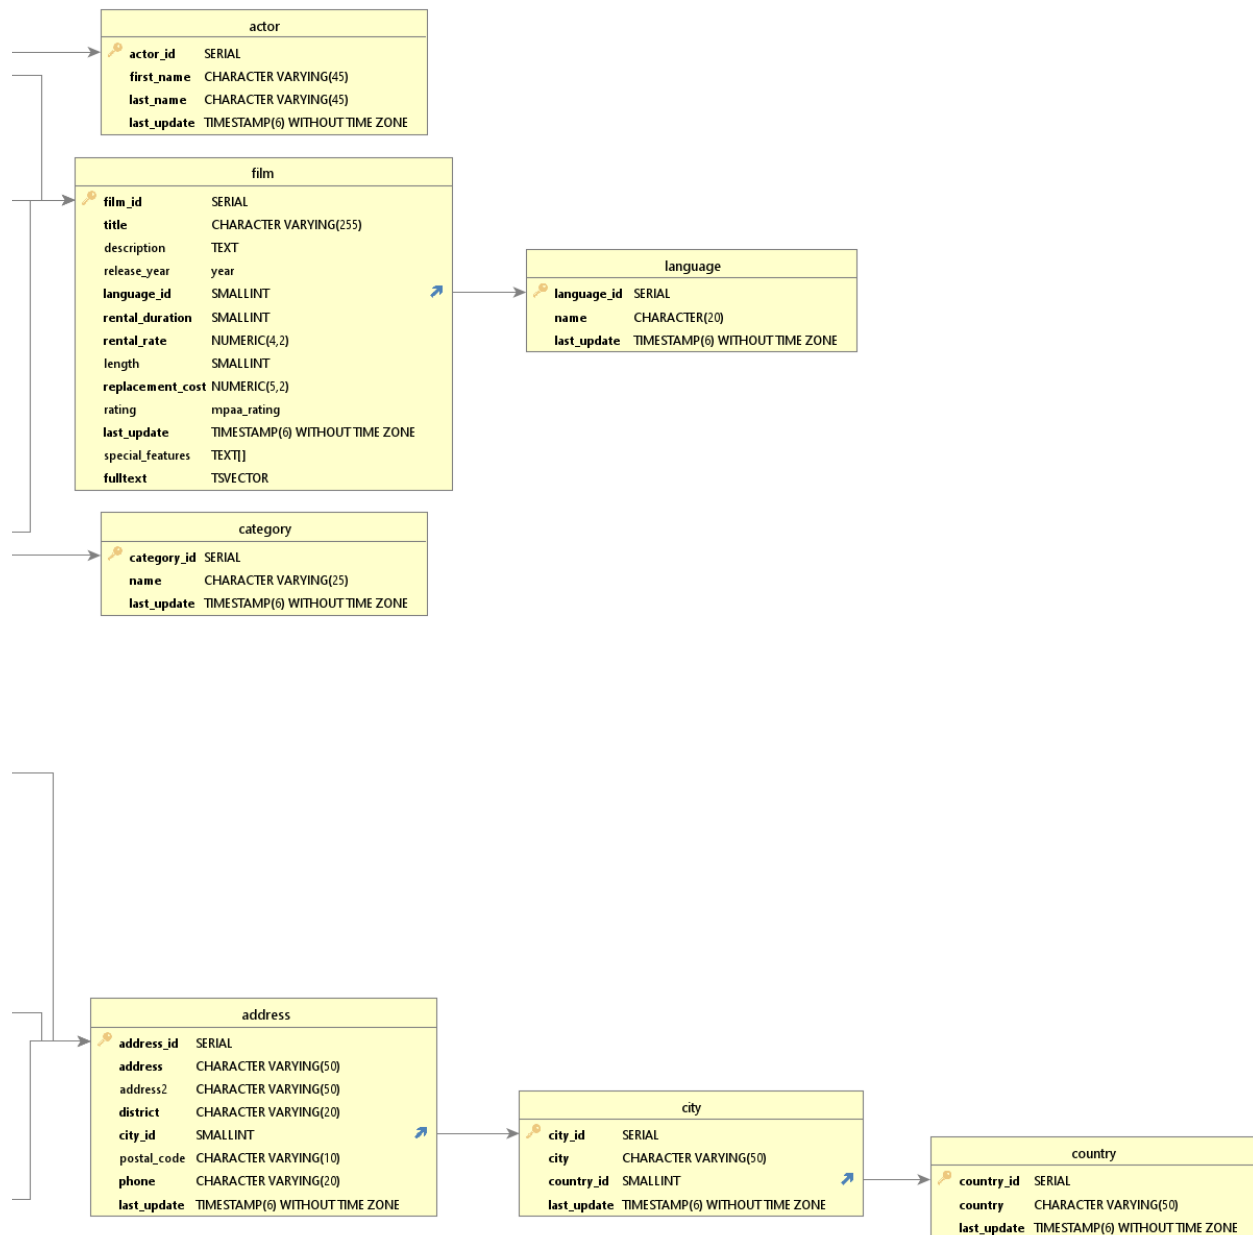 actor
actor_id SERIAL
first_name CHARACTER VARYING(45)
last_name CHARACTER VARYING(45)
last_update TIMESTAMP(6) WITHOUT TIME ZONE
film
film_id SERIAL
title CHARACTER VARYING(255)
description TEXT
release_year year
language_id SMALLINT
rental_duration SMALLINT
rental_rate NUMERIC(4,2)
length SMALLINT
replacement_cost NUMERIC(5,2)
rating mpaa_rating
last_update TIMESTAMP(6) WITHOUT TIME ZONE
special_features TEXT[]
fulltext TSVECTOR
language
language_id SERIAL
name CHARACTER(20)
last_update TIMESTAMP(6) WITHOUT TIME ZONE
category
category_id SERIAL
name CHARACTER VARYING(25)
last_update TIMESTAMP(6) WITHOUT TIME ZONE
address
address_id SERIAL
address CHARACTER VARYING(50)
address2 CHARACTER VARYING(50)
district CHARACTER VARYING(20)
city_id SMALLINT
postal_code CHARACTER VARYING(10)
phone CHARACTER VARYING(20)
last_update TIMESTAMP(6) WITHOUT TIME ZONE
city
city_id SERIAL
city CHARACTER VARYING(50)
country_id SMALLINT
last_update TIMESTAMP(6) WITHOUT TIME ZONE
country
country_id SERIAL
country CHARACTER VARYING(50)
last_update TIMESTAMP(6) WITHOUT TIME ZONE